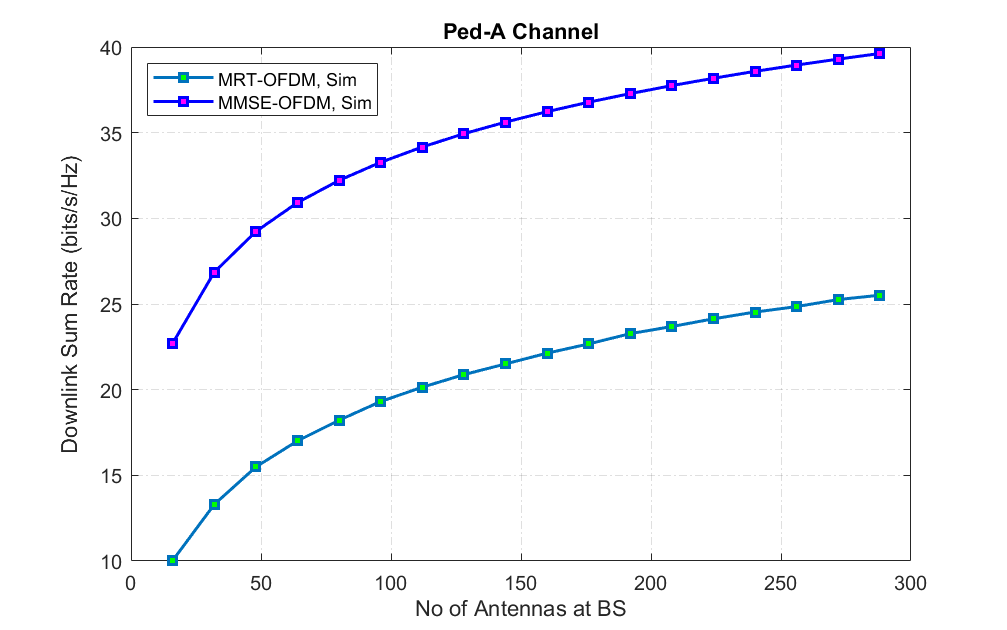 Ped-A Channel
MRT-OFDM, Sim
MMSE-OFDM, Sim
Downlink Sum Rate (bits/s/Hz)
40
35
30
25
20
15
10
0 50 100 150 200 250 300
No of Antennas at BS